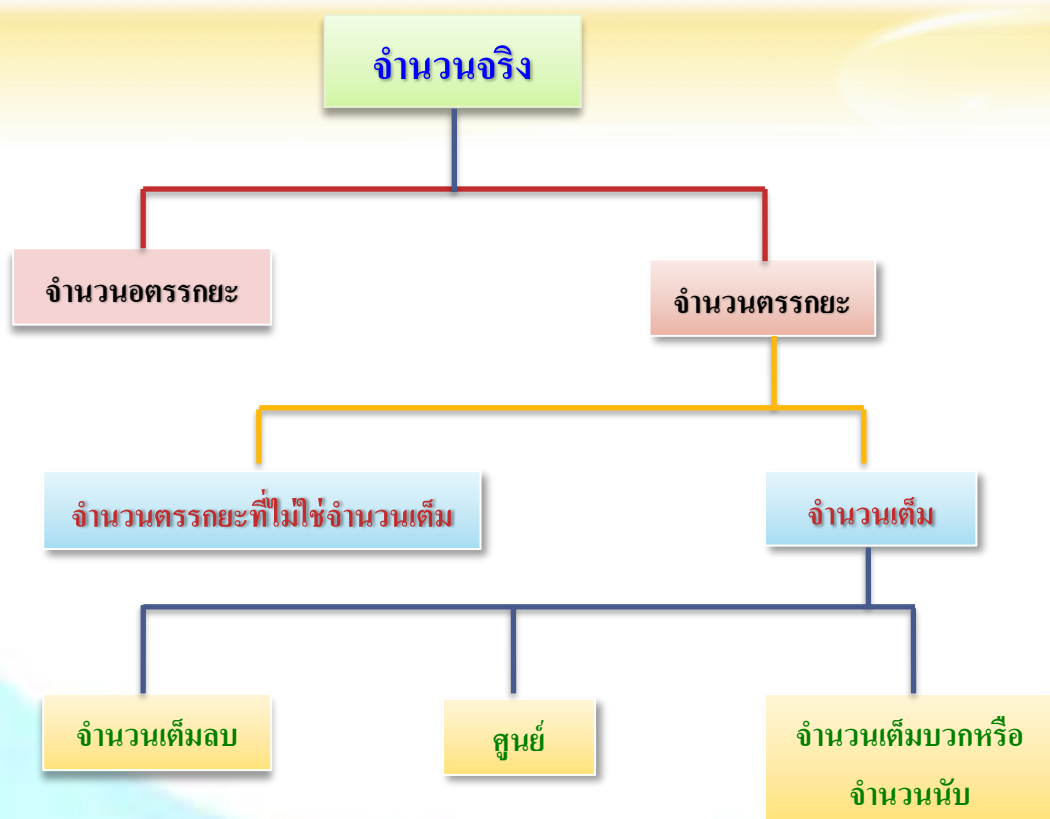 จำนวนจริง
จำนวนอตรรกยะ
จำนวนตรรกยะ
จำนวนตรรกยะที่ไม่ใช่จำนวนเต็ม
จำนวนเต็ม
จำนวนเต็มลบ
ศูนย์
จำนวนเต็มบวกหรือ
จำนวนนับ